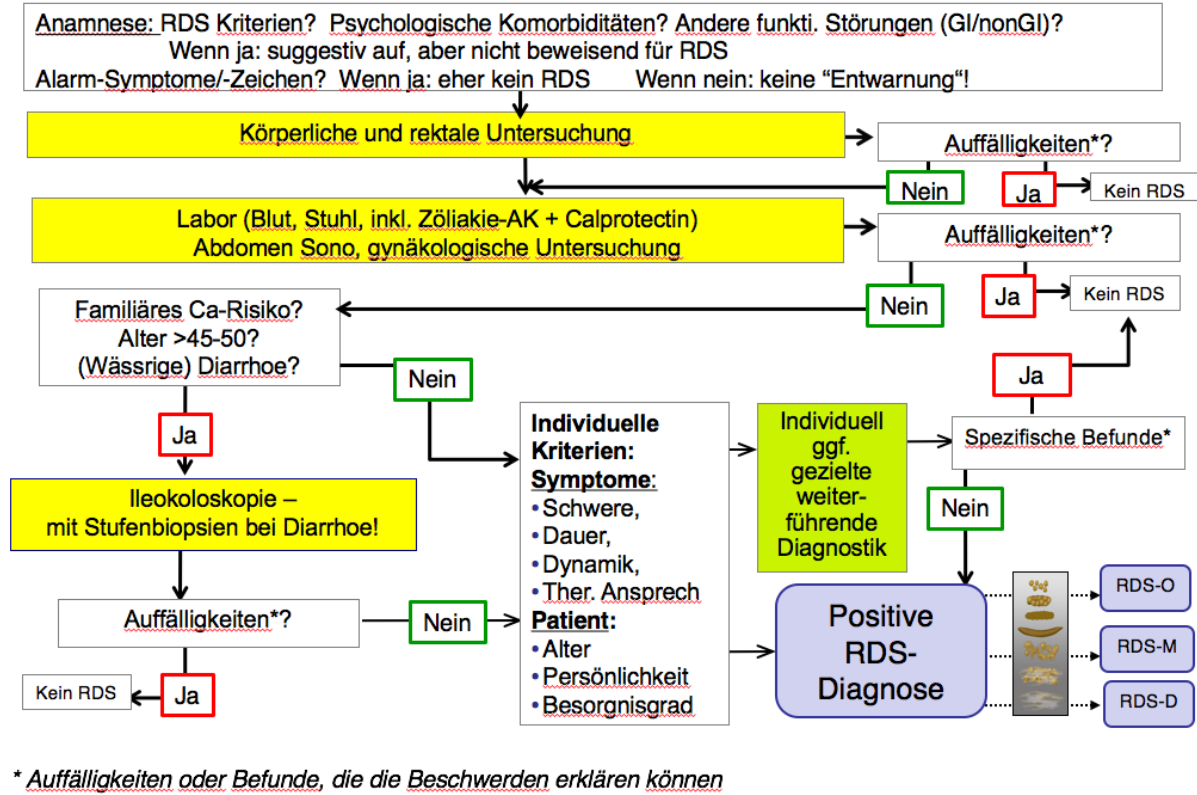 Anamnese: RDS Kriterien? Psychologische Komorbiditäten? Andere funkti. Störungen (GI/nonGI)?
Wenn ja: suggestiv auf, aber nicht beweisend für RDS
Alarm-Symptome/-Zeichen? Wenn ja: eher kein RDS Wenn nein: keine “Entwarnung“!
Körperliche und rektale Untersuchung
Auffälligkeiten*?
Nein
Ja
Kein RDS
Labor (Blut, Stuhl, inkl. Zöliakie-AK + Calprotectin)
Abdomen Sono, gynäkologische Untersuchung
Auffälligkeiten*?
Nein
Ja
Kein RDS
Familiäres Ca-Risiko?
Alter >45-50?
(Wässrige) Diarrhoe?
Nein
Ja
Ileokoloskopie –
mit Stufenbiopsien bei Diarrhoe!
Auffälligkeiten*?
Nein
Ja
Kein RDS
Individuelle
Kriterien:
Symptome:
• Schwere,
• Dauer,
• Dynamik,
• Ther. Ansprech
Patient:
• Alter
• Persönlichkeit
• Besorgnisgrad
Individuell
ggf.
gezielte
weiter-
führende
Diagnostik
Spezifische Befunde*
Ja
Nein
Positive
RDS-
Diagnose
RDS-O
RDS-M
RDS-D
* Auffälligkeiten oder Befunde, die die Beschwerden erklären können